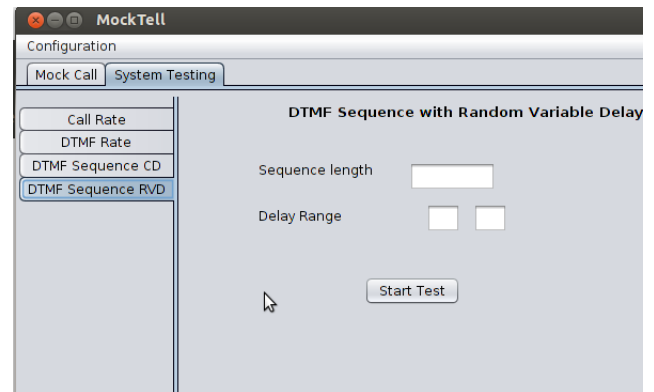 MockTell
Configuration
Mock Call System Testing
DTMF Sequence with Random Variable Delay
Call Rate
DTMF Rate
DTMF Sequence CD
DTMF Sequence RVD
Sequence length
Delay Range
Start Test